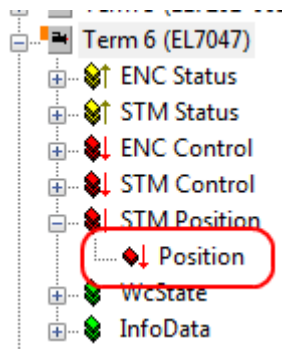 Term 6 (EL7047)
ENC Status
STM Status
ENC Control
STM Control
STM Position
Position
WcState
InfoData